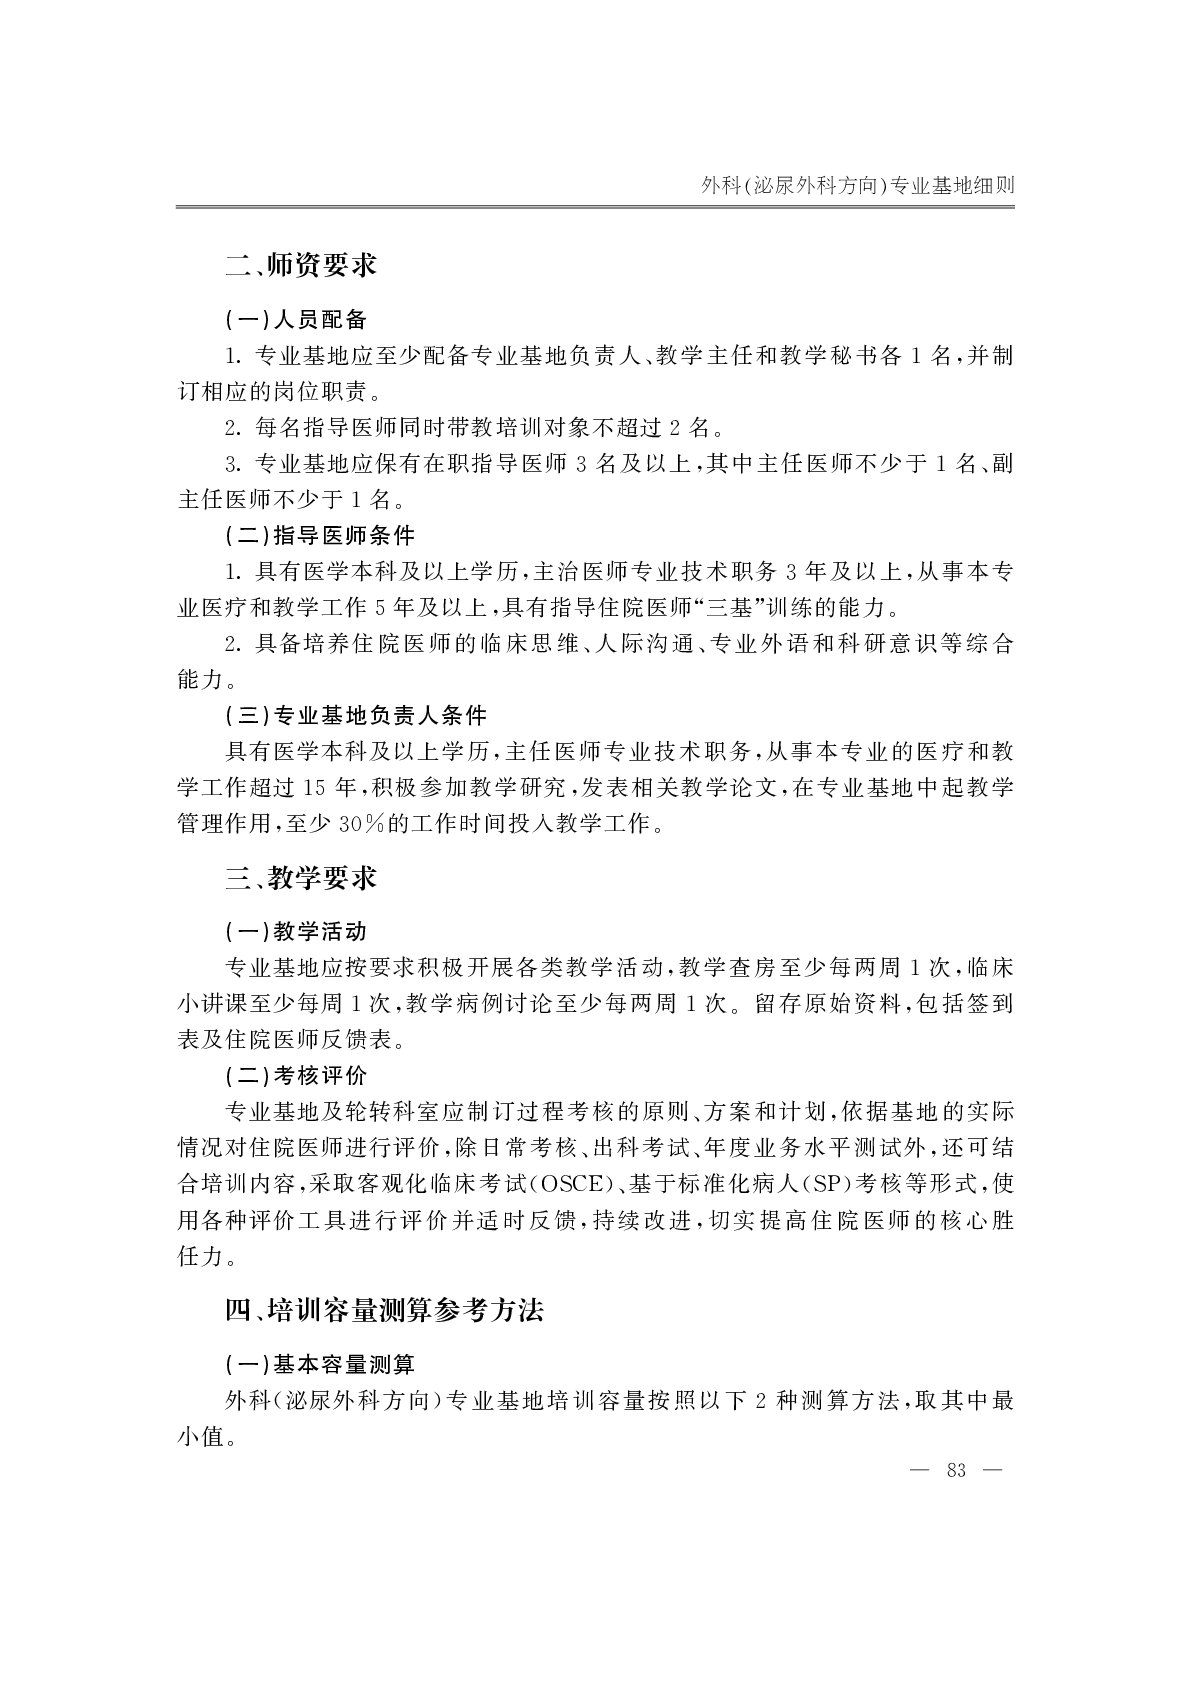 外科(泌尿外科方向)专业基地细则
二、师资要求
(一)人员配备
1. 专业基地应至少配备专业基地负责人、教学主任和教学秘书各 1 名,并制
订相应的岗位职责。
2. 每名指导医师同时带教培训对象不超过 2 名。
3. 专业基地应保有在职指导医师 3 名及以上,其中主任医师不少于 1 名、副
主任医师不少于 1 名。
(二)指导医师条件
1. 具有医学本科及以上学历,主治医师专业技术职务 3 年及以上,从事本专
业医疗和教学工作 5 年及以上,具有指导住院医师“三基”训练的能力。
2. 具备培养住院医师的临床思维、人际沟通、专业外语和科研意识等综合
能力。
(三)专业基地负责人条件
具有医学本科及以上学历,主任医师专业技术职务,从事本专业的医疗和教
学工作超过 15 年,积极参加教学研究,发表相关教学论文,在专业基地中起教学
管理作用,至少 30%的工作时间投入教学工作。
三、教学要求
(一)教学活动
专业基地应按要求积极开展各类教学活动,教学查房至少每两周 1 次,临床
小讲课至少每周 1 次,教学病例讨论至少每两周 1 次。留存原始资料,包括签到
表及住院医师反馈表。
(二)考核评价
专业基地及轮转科室应制订过程考核的原则、方案和计划,依据基地的实际
情况对住院医师进行评价,除日常考核、出科考试、年度业务水平测试外,还可结
合培训内容,采取客观化临床考试(OSCE)、基于标准化病人(SP)考核等形式,使
用各种评价工具进行评价并适时反馈,持续改进,切实提高住院医师的核心胜
任力。
四、培训容量测算参考方法
(一)基本容量测算
外科(泌尿外科方向)专业基地培训容量按照以下 2 种测算方法,取其中最
小值。
— 83 —